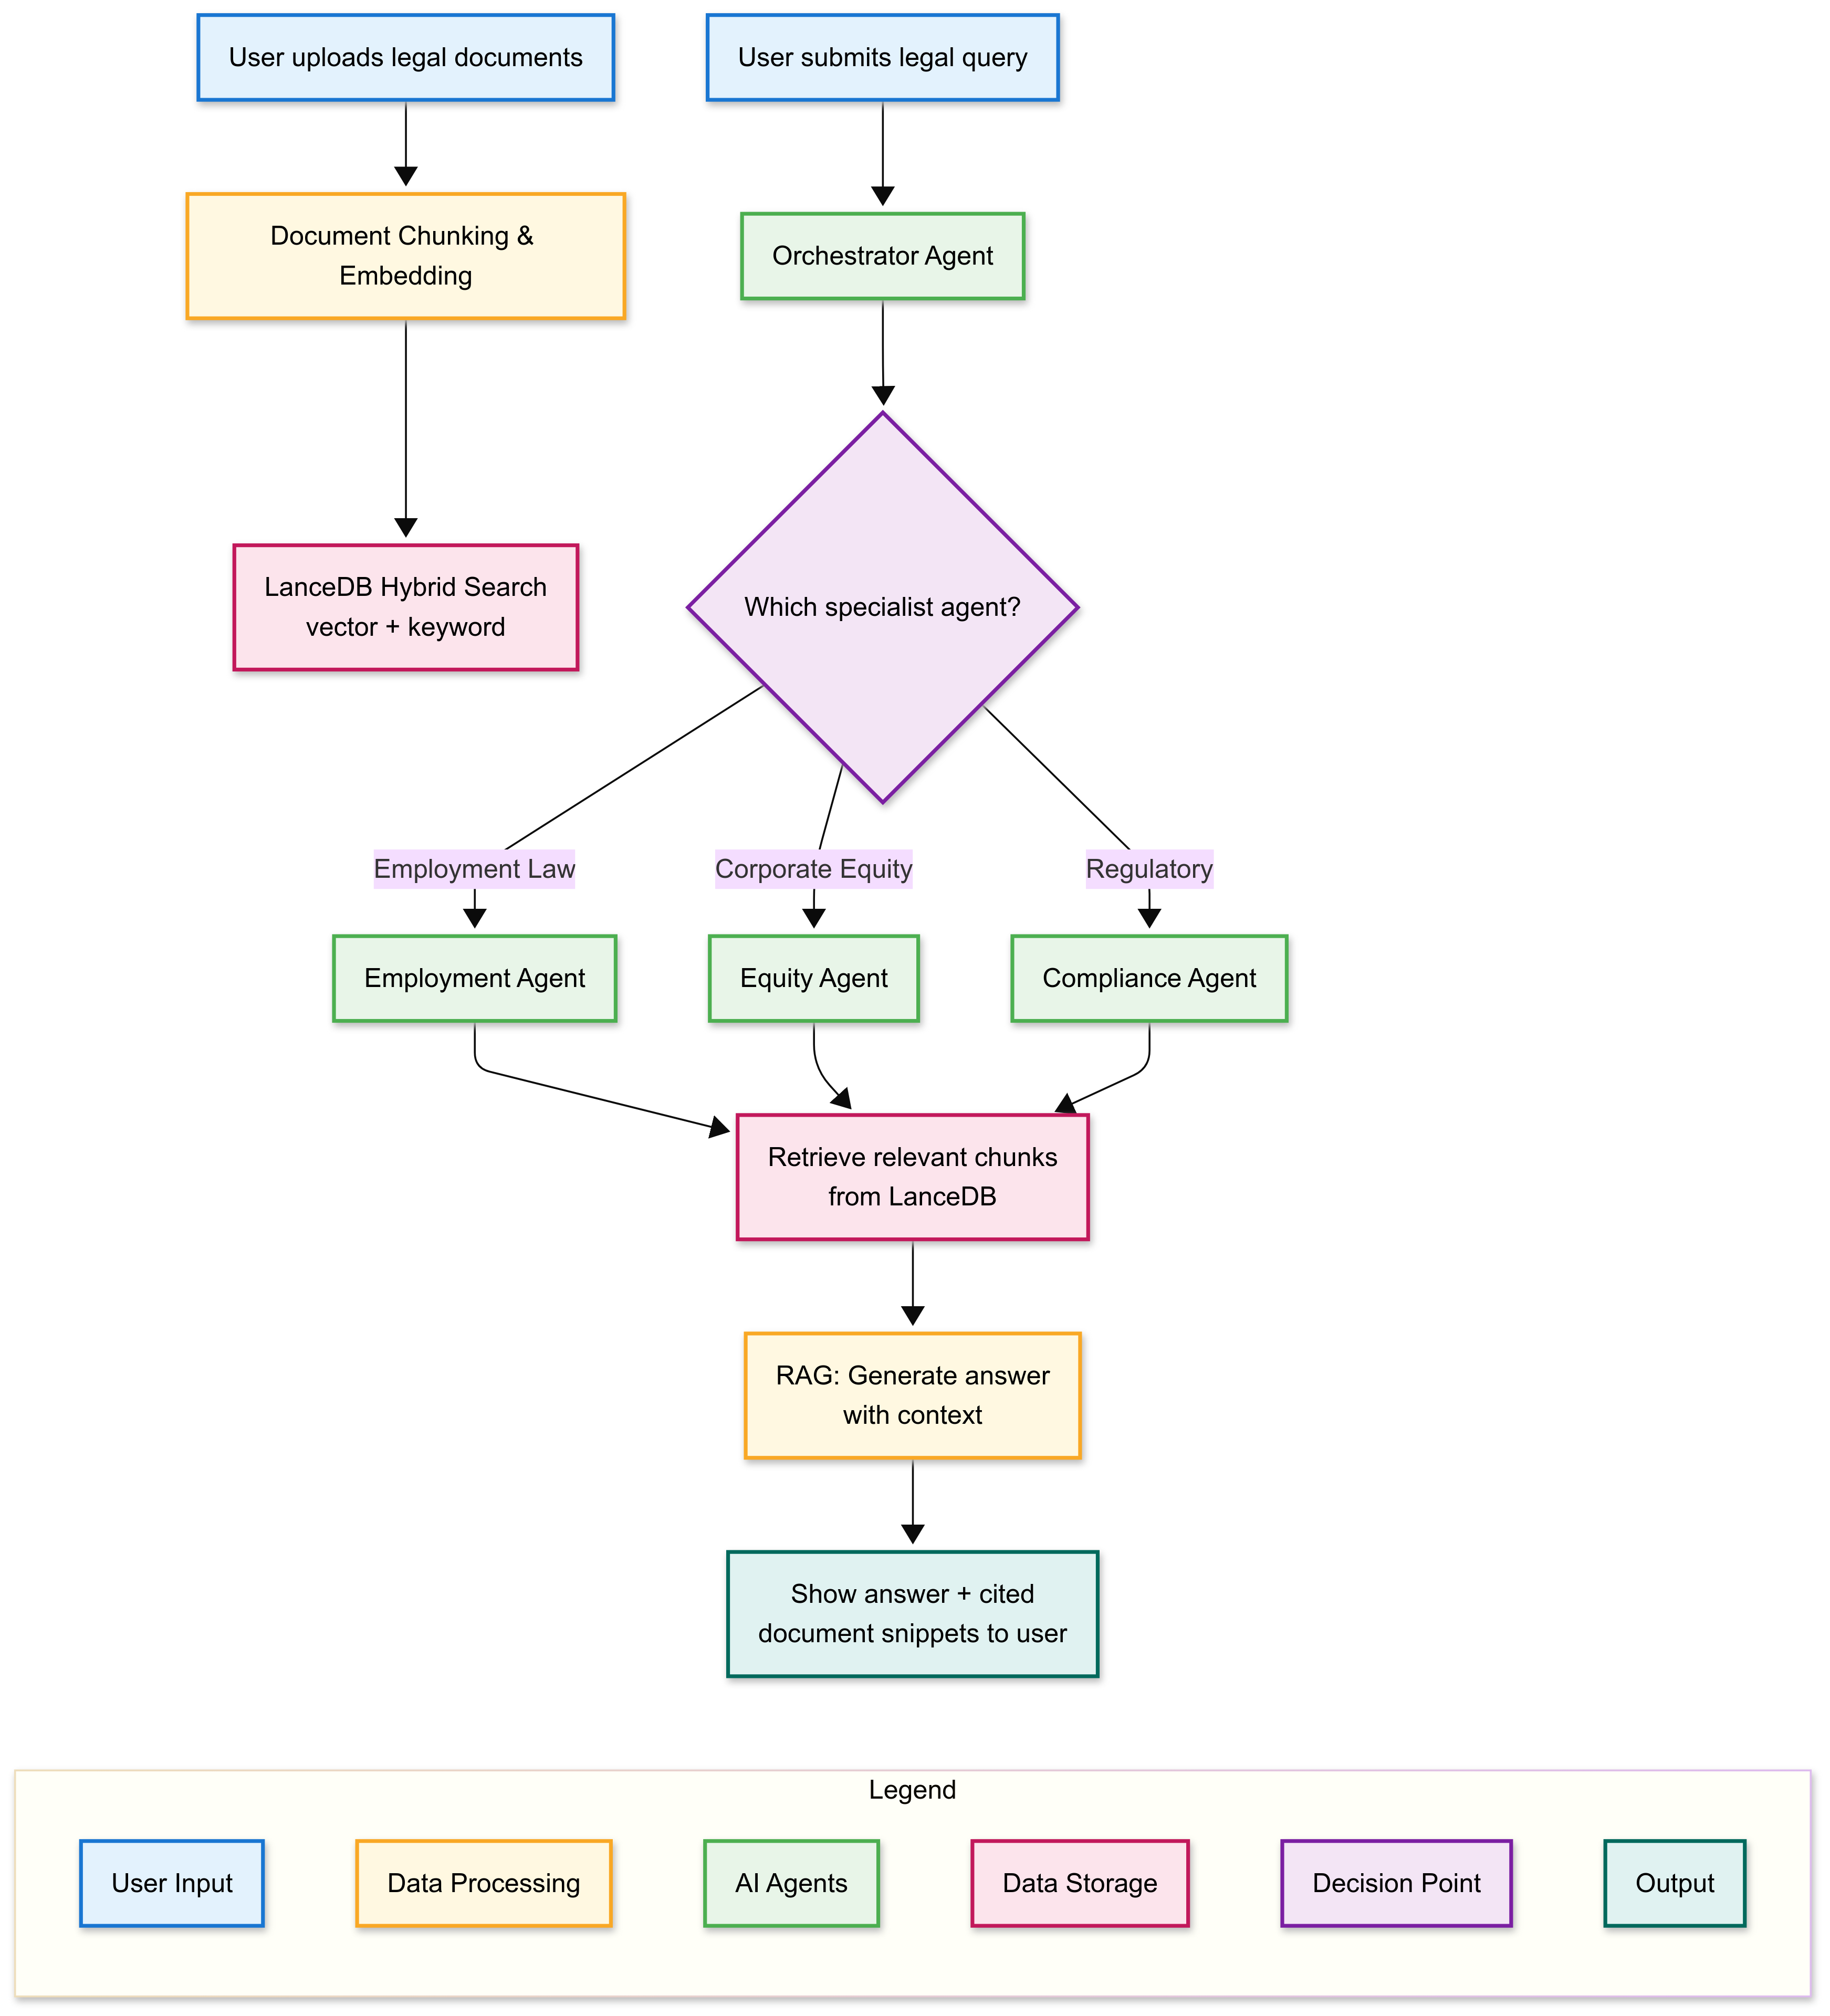 User uploads legal documents
User submits legal query
Document Chunking &
Embedding
Orchestrator Agent
LanceDB Hybrid Search
vector + keyword
Which specialist agent?
Employment Law
Corporate Equity
Regulatory
Employment Agent
Equity Agent
Compliance Agent
Retrieve relevant chunks
from LanceDB
RAG: Generate answer
with context
Show answer + cited
document snippets to user
Legend
User Input
Data Processing
AI Agents
Data Storage
Decision Point
Output